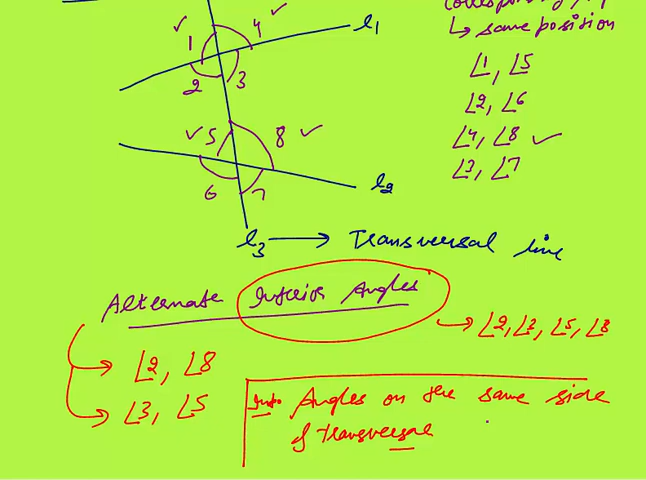 ↳ same position
∠1, ∠5
∠2, ∠6
∠4, ∠8 ✓
∠3, ∠7
✓ 1 4 ✓ l1
2 3
✓ 5 8 ✓
6 7 l2
l3 → Transversal line
Alternate Interior Angles
→ ∠2, ∠3, ∠5, ∠8
→ ∠2, ∠8
→ ∠3, ∠5
Angles on the same side
of transversal